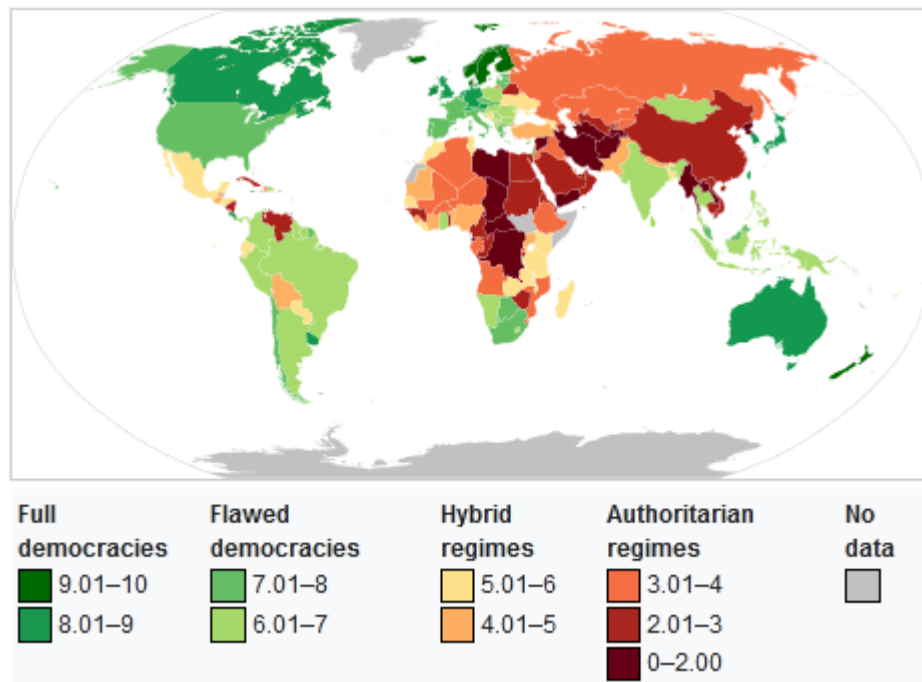 Full democracies
9.01–10
8.01–9
Flawed democracies
7.01–8
6.01–7
Hybrid regimes
5.01–6
4.01–5
Authoritarian regimes
3.01–4
2.01–3
0–2.00
No data